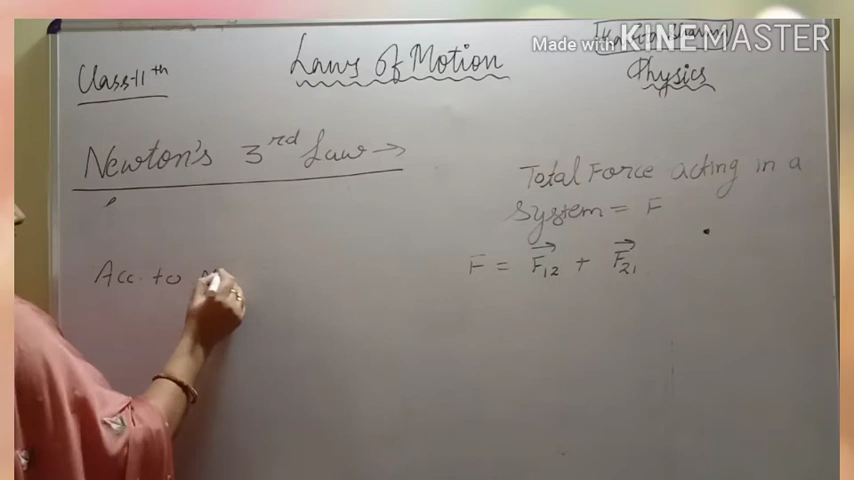 Made with KINEMASTER
Class-11th
Laws of Motion
Physics
Newton's 3rd Law →
Total Force acting in a
system = F
F = F12 + F21
Acc. to